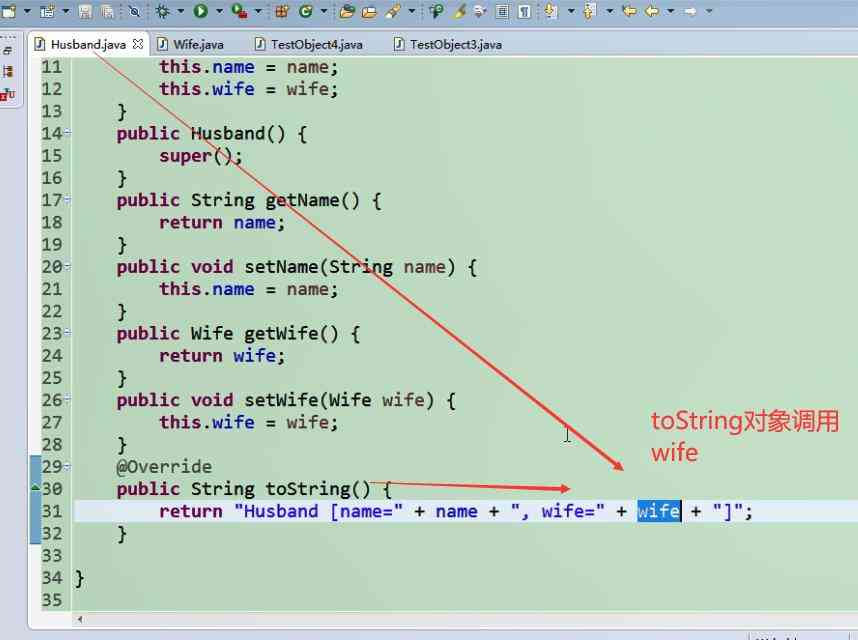 Husband.java
Wife.java
TestObject4.java
TestObject3.java
11 this.name = name;
12 this.wife = wife;
13 }
14 public Husband() {
15 super();
16 }
17 public String getName() {
18 return name;
19 }
20 public void setName(String name) {
21 this.name = name;
22 }
23 public Wife getWife() {
24 return wife;
25 }
26 public void setWife(Wife wife) {
27 this.wife = wife;
28 }
29 @Override
30 public String toString() {
31 return "Husband [name=" + name + ", wife=" + wife + "]";
32 }
33
34 }
35
toString对象调用
wife